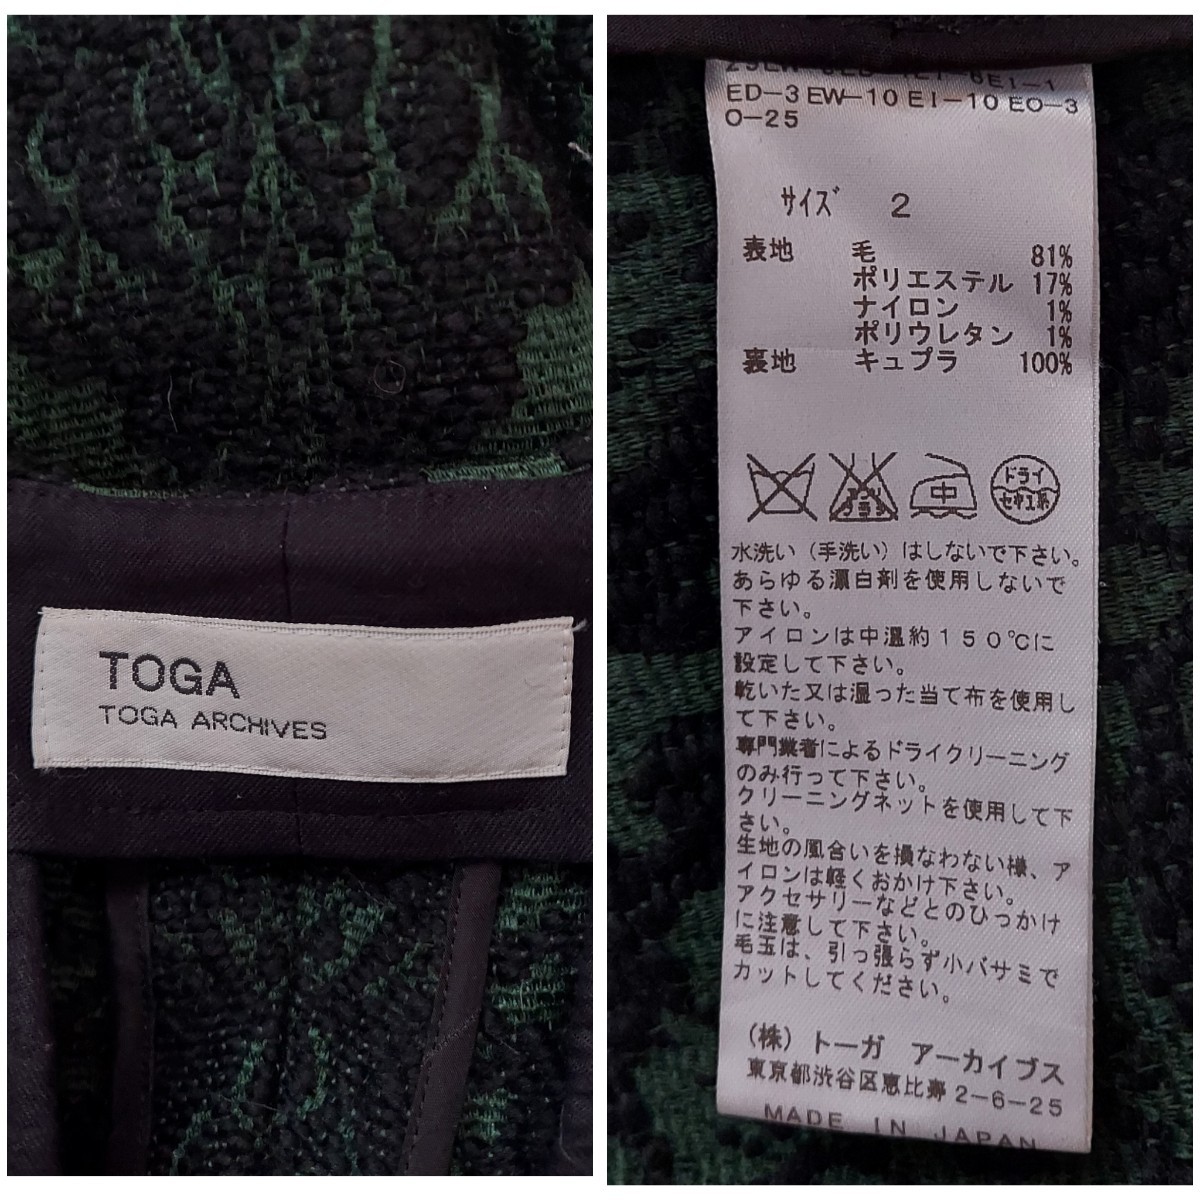 TOGA
TOGA ARCHIVES
ED-3 EW-10 EI-10 EO-3
O-25
サイズ 2
表地 毛 81%
ポリエステル 17%
ナイロン 1%
ポリウレタン 1%
裏地 キュプラ 100%
中
ドライ
セキユ系
水洗い(手洗い)はしないで下さい。
あらゆる漂白剤を使用しないで
下さい。
アイロンは中温約150℃に
設定して下さい。
乾いた又は湿った当て布を使用し
て下さい。
専門業者によるドライクリーニング
のみ行って下さい。
クリーニングネットを使用して下
さい。
生地の風合いを損なわない様、ア
イロンは軽くおかけ下さい。
アクセサリーなどとのひっかけ
に注意して下さい。
毛玉は、引っ張らず小バサミで
カットしてください。
(株)トーガ アーカイブス
東京都渋谷区恵比寿2-6-25
MADE IN JAPAN